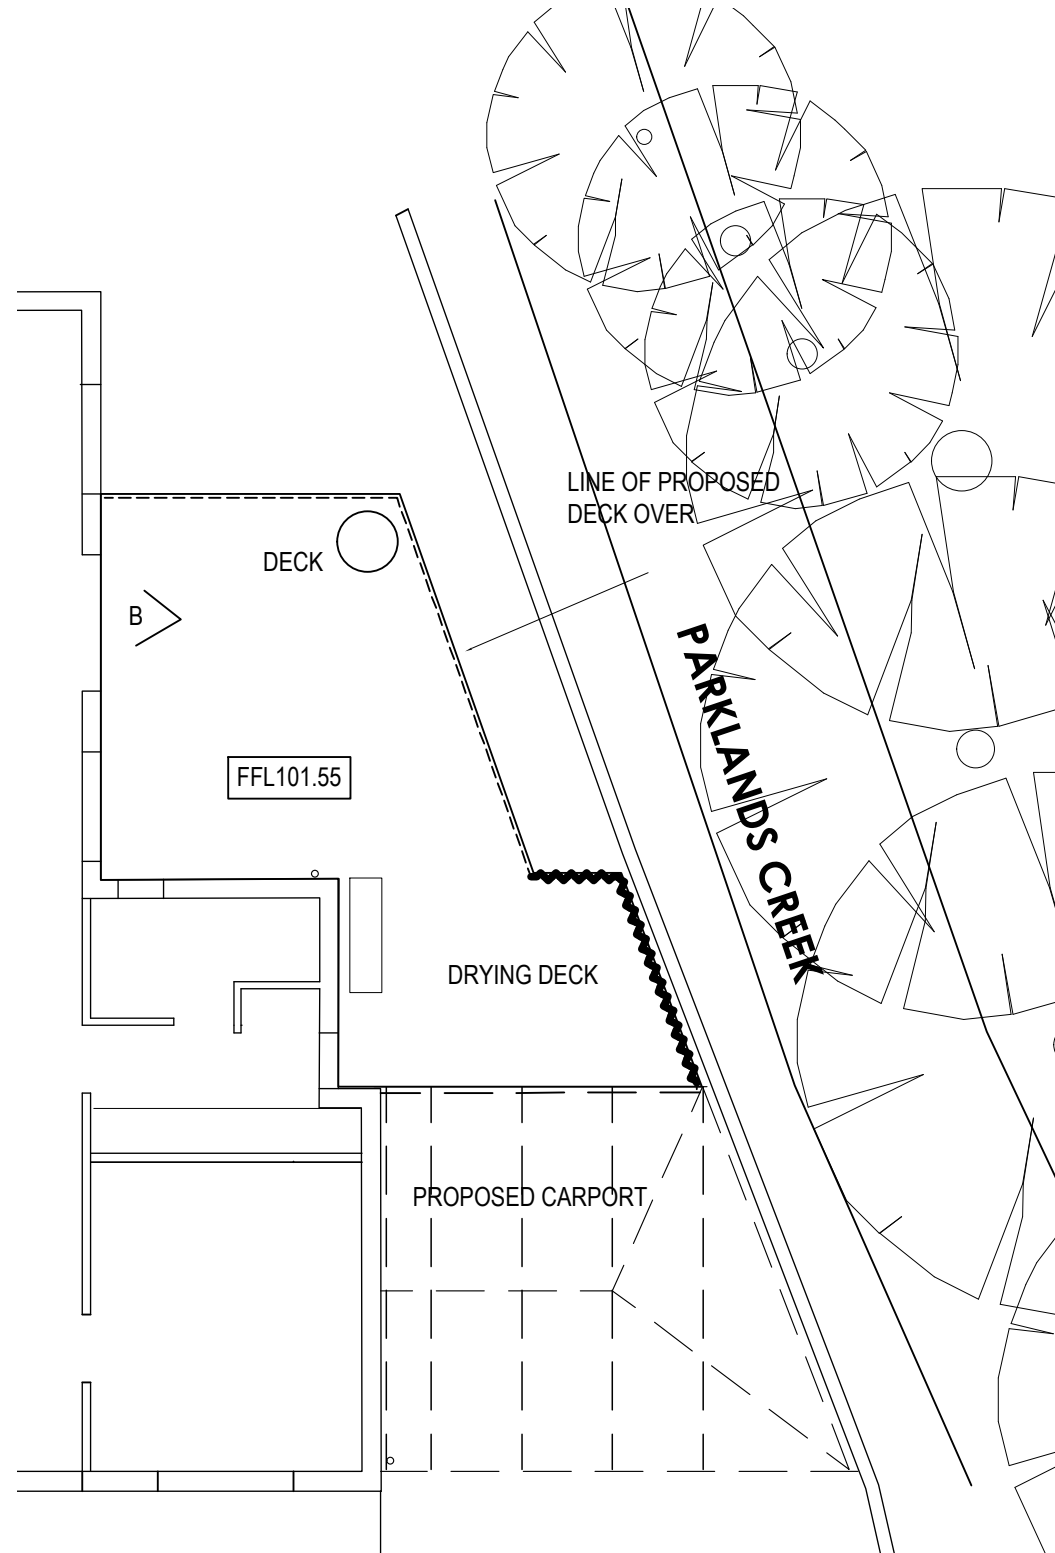 LINE OF PROPOSED
DECK OVER
DECK
B
PARKLANDS CREEK
FFL101.55
DRYING DECK
PROPOSED CARPORT